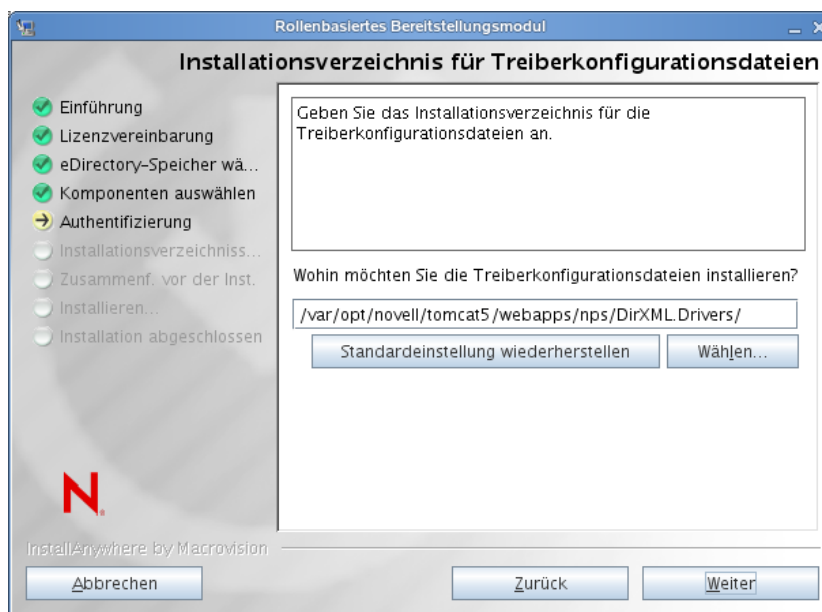 Rollenbasiertes Bereitstellungsmodul
Installationsverzeichnis für Treiberkonfigurationsdateien
Einführung
Lizenzvereinbarung
eDirectory-Speicher wä...
Komponenten auswählen
Authentifizierung
Installationsverzeichniss...
Zusammenf. vor der Inst.
Installieren...
Installation abgeschlossen
Geben Sie das Installationsverzeichnis für die
Treiberkonfigurationsdateien an.
Wohin möchten Sie die Treiberkonfigurationsdateien installieren?
/var/opt/novell/tomcat5/webapps/nps/DirXML.Drivers/
Standardeinstellung wiederherstellen
Wählen...
N
InstallAnywhere by Macrovision
Abbrechen
Zurück
Weiter